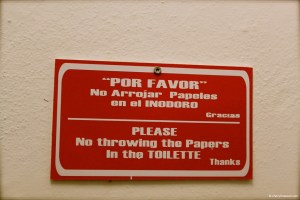 "POR FAVOR"
No Arrojar Papeles
en el INODORO
Gracias
PLEASE
No throwing the Papers
In the TOILETTE
Thanks